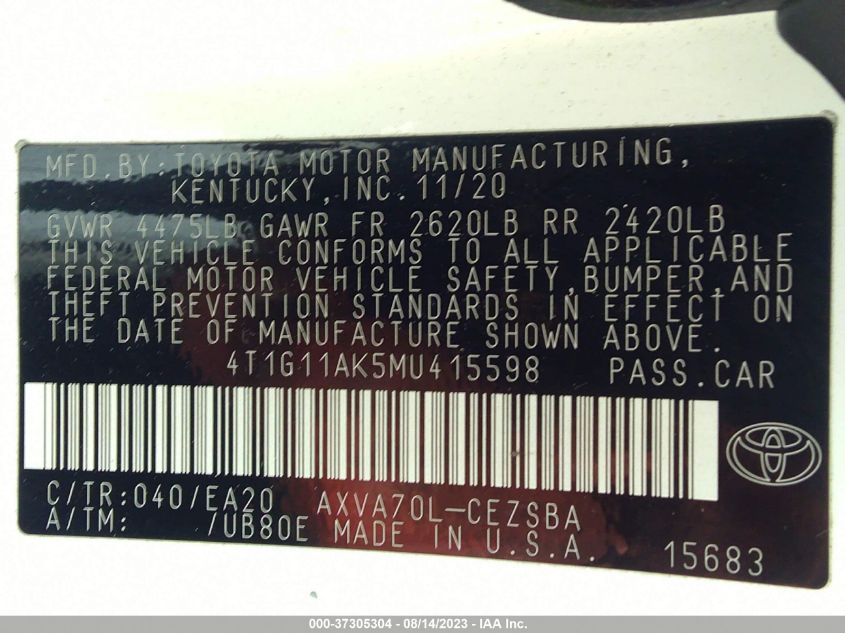 MFD. BY: TOYOTA MOTOR MANUFACTURING,
KENTUCKY, INC. 11/20
GVWR 4475LB GAWR FR 2620LB RR 2420LB
THIS VEHICLE CONFORMS TO ALL APPLICABLE
FEDERAL MOTOR VEHICLE SAFETY, BUMPER, AND
THEFT PREVENTION STANDARDS IN EFFECT ON
THE DATE OF MANUFACTURE SHOWN ABOVE.
4T1G11AK5MU415598 PASS. CAR
C/TR: 040/EA20 AXVA70L-CEZSBA
A/TM: /UB80E MADE IN U.S.A. 15683
000-37305304 - 08/14/2023 - IAA Inc.